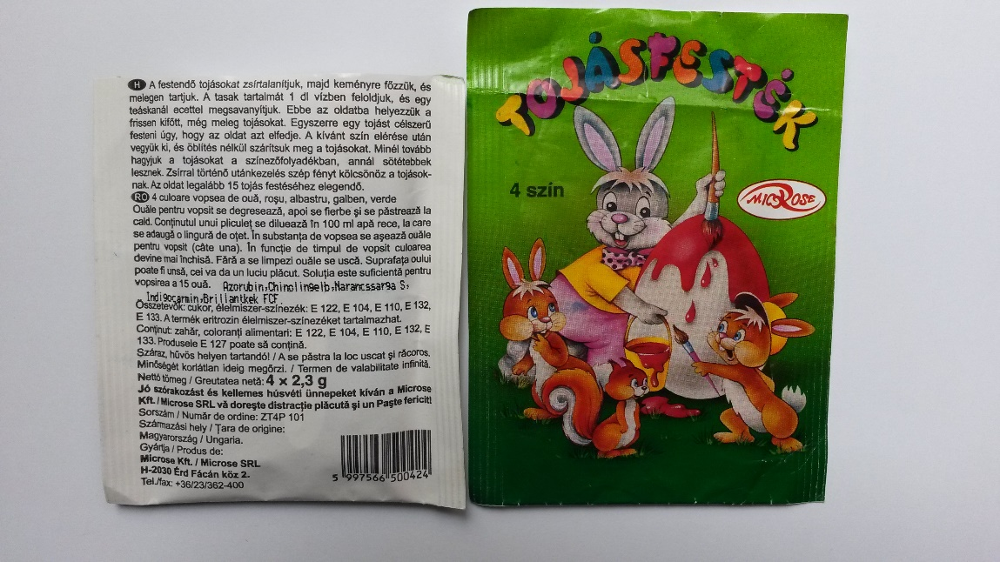 H A festendő tojásokat zsírtalanítjuk, majd keményre főzzük, és
melegen tartjuk. A tasak tartalmát 1 dl vízben feloldjuk, és egy
teáskanál ecettel megsavanyítjuk. Ebbe az oldatba helyezzük a
frissen kifőtt, még meleg tojásokat. Egyszerre egy tojást célszerű
festeni úgy, hogy az oldat azt elfedje. A kívánt szín elérése után
vegyük ki, és öblítés nélkül szárítsuk meg a tojásokat. Minél tovább
hagyjuk a tojásokat a színezőfolyadékban, annál sötétebbek
lesznek. Zsírral történő utánkezelés szép fényt kölcsönöz a tojások-
nak. Az oldat legalább 15 tojás festéséhez elegendő.
RO 4 culoare vopsea de ouă, roşu, albastru, galben, verde
Ouăle pentru vopsit se degresează, apoi se fierbe şi se păstrează la
cald. Conţinutul unui pliculeţ se diluează în 100 ml apă rece, la care
se adaugă o lingură de oţet. În substanţa de vopsea se aşează ouăle
pentru vopsit (câte una). În funcţie de timpul de vopsit culoarea
devine mai închisă. Fără a se limpezi ouăle se uscă. Suprafaţa oului
poate fi unsă, cei va da un luciu plăcut. Soluţia este suficientă pentru
vopsirea a 15 ouă. Azorubin,Chinolingelb,Narancssarga S,
Indigocarmin,Brillantkek FCF
Összetevők: cukor, élelmiszer-színezék: E 122, E 104, E 110, E 132,
E 133. A termék eritrozin élelmiszer-színezéket tartalmazhat.
Conţinut: zahăr, coloranţi alimentari: E 122, E 104, E 110, E 132, E
133. Produsele E 127 poate să conţină.
Száraz, hűvös helyen tartandó! / A se păstra la loc uscat şi răcoros.
Minőségét korlátlan ideig megőrzi. / Termen de valabilitate infinită.
Nettó tömeg / Greutatea netă: 4 x 2,3 g
Jó szórakozást és kellemes húsvéti ünnepeket kíván a Microse
Kft. / Microse SRL vă doreşte distracţie plăcută şi un Paşte fericit!
Sorszám / Număr de ordine: ZT4P 101
Származási hely / Ţara de origine:
Magyarország / Ungaria.
Gyártja / Produs de:
Microse Kft. / Microse SRL
H-2030 Érd Fácán köz 2.
Tel./fax: +36/23/362-400
5 997566 500424
TOJÁSFESTÉK
4 szín
MICROSE